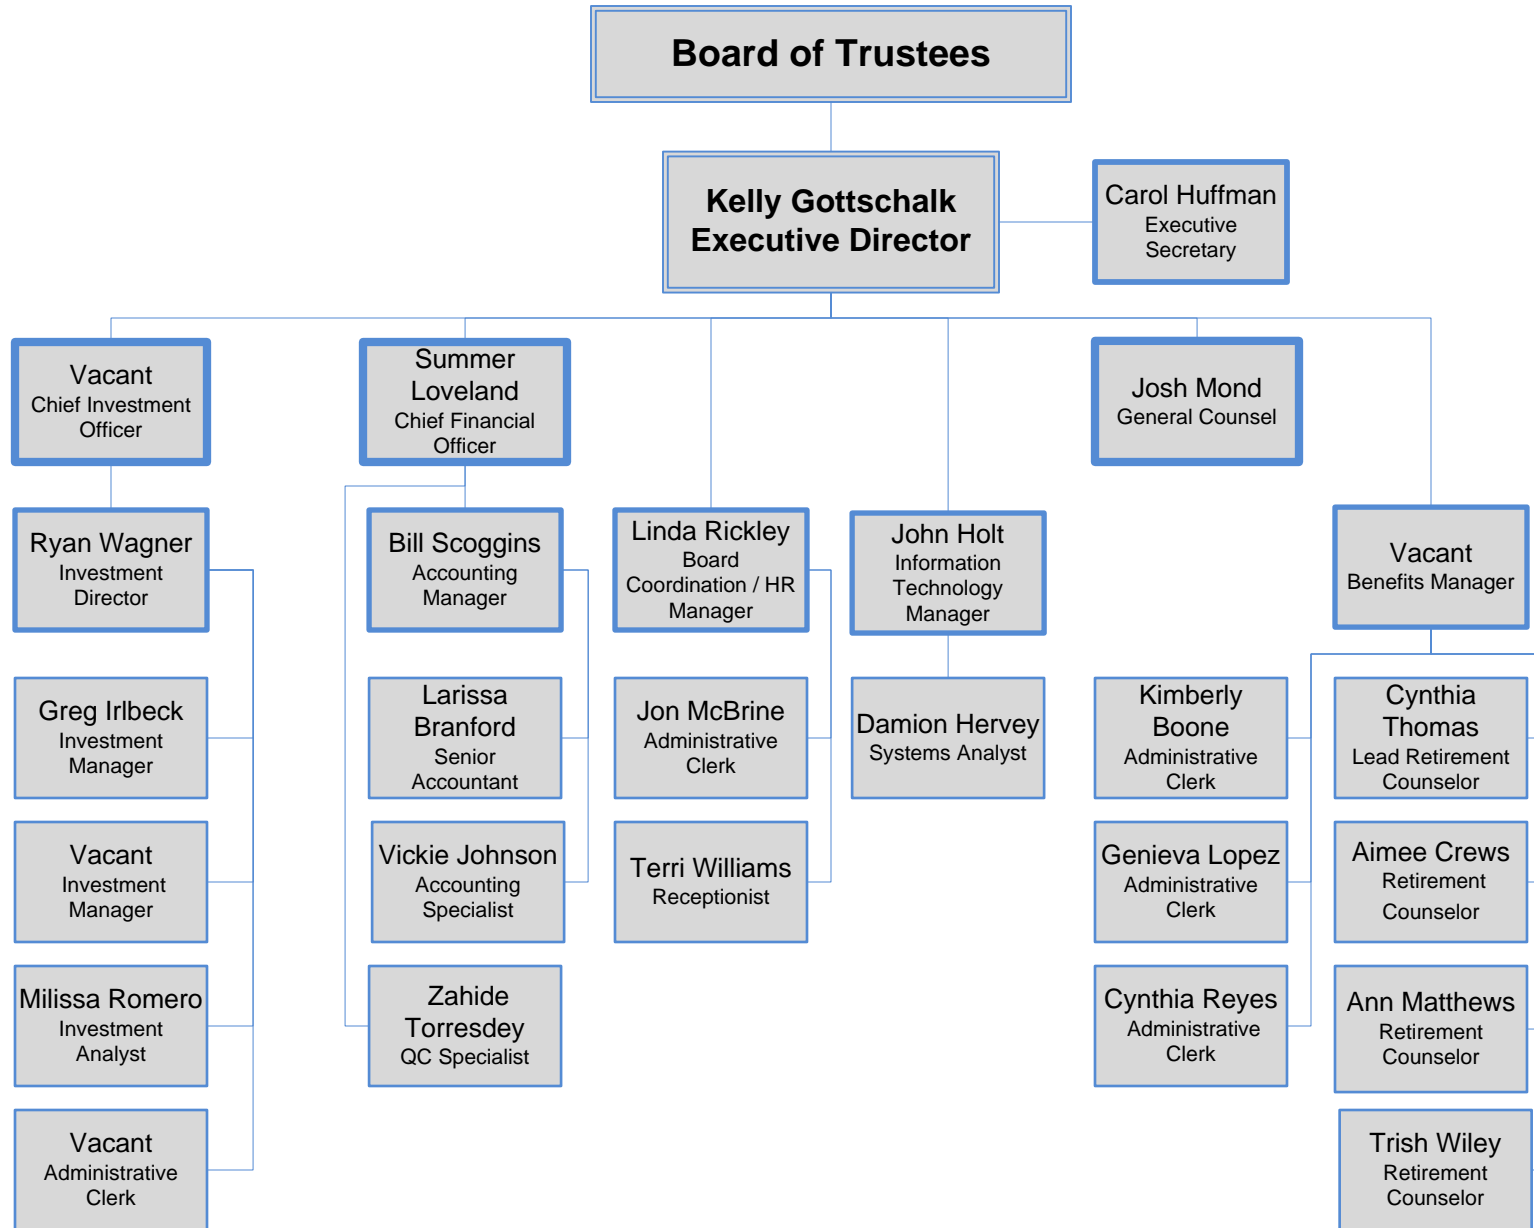 Board of Trustees
Kelly Gottschalk
Executive Director
Carol Huffman
Executive
Secretary
Vacant
Chief Investment
Officer
Summer
Loveland
Chief Financial
Officer
Josh Mond
General Counsel
Ryan Wagner
Investment
Director
Bill Scoggins
Accounting
Manager
Linda Rickley
Board
Coordination / HR
Manager
John Holt
Information
Technology
Manager
Vacant
Benefits Manager
Greg Irlbeck
Investment
Manager
Larissa
Branford
Senior
Accountant
Jon McBrine
Administrative
Clerk
Damion Hervey
Systems Analyst
Kimberly
Boone
Administrative
Clerk
Cynthia
Thomas
Lead Retirement
Counselor
Vacant
Investment
Manager
Vickie Johnson
Accounting
Specialist
Terri Williams
Receptionist
Genieva Lopez
Administrative
Clerk
Aimee Crews
Retirement
Counselor
Milissa Romero
Investment
Analyst
Zahide
Torresdey
QC Specialist
Cynthia Reyes
Administrative
Clerk
Ann Matthews
Retirement
Counselor
Vacant
Administrative
Clerk
Trish Wiley
Retirement
Counselor